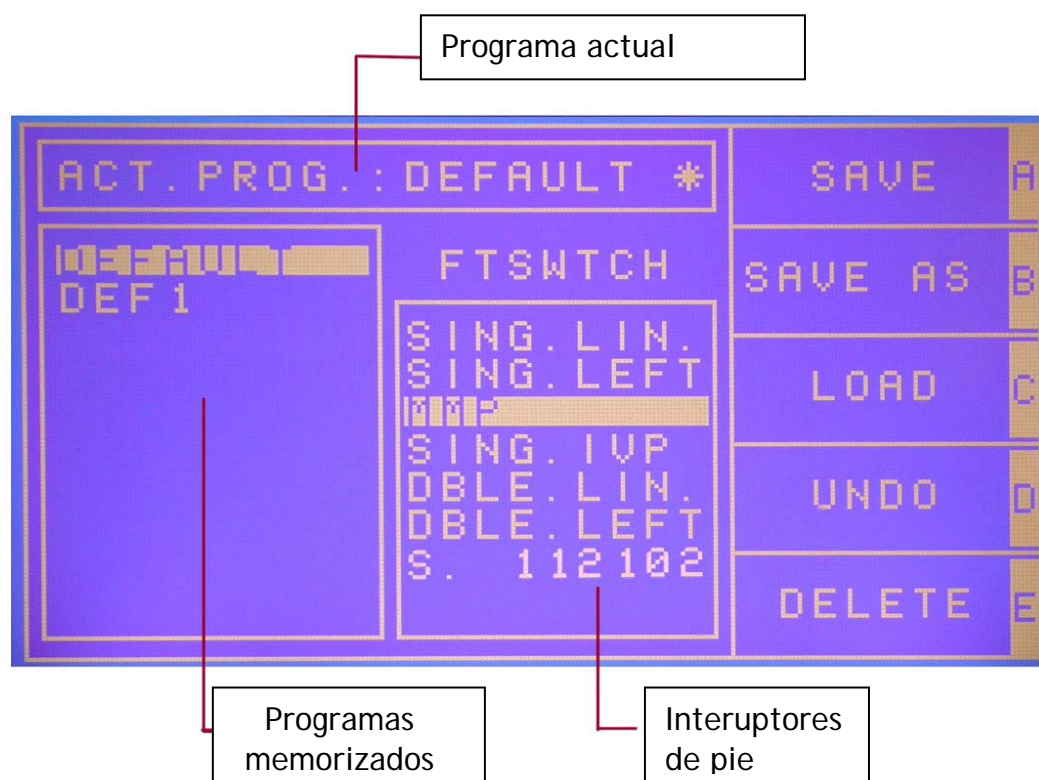 Programa actual
ACT.PROG.:DEFAULT *
DEFAULT
DEF1
FTSWTCH
SING.LIN.
SING.LEFT
MMP
SING.IVP
DBLE.LIN.
DBLE.LEFT
S. 112102
SAVE A
SAVE AS B
LOAD C
UNDO D
DELETE E
Programas
memorizados
Interuptores
de pie